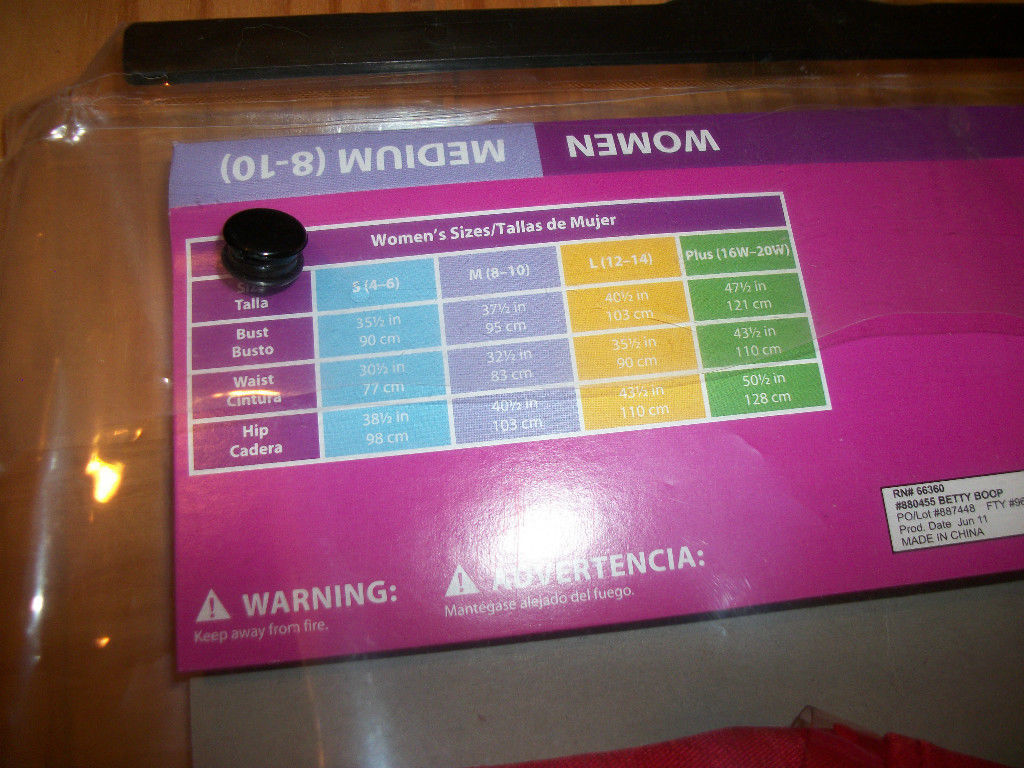 MEDIUM (8-10) WOMEN
Women's Sizes/Tallas de Mujer
Talla S (4–6) M (8–10) L (12–14) Plus (16W–20W)
Bust 35½ in 37½ in 40½ in 47½ in
Busto 90 cm 95 cm 103 cm 121 cm
Waist 30½ in 32½ in 35½ in 43½ in
Cintura 77 cm 83 cm 90 cm 110 cm
Hip 38½ in 40½ in 43½ in 50½ in
Cadera 98 cm 103 cm 110 cm 128 cm
WARNING:
Keep away from fire.
ADVERTENCIA:
Mantégase alejado del fuego.
RN# 66360
#880455 BETTY BOOP
PO/Lot #887448 FTY
Prod. Date Jun 11
MADE IN CHINA